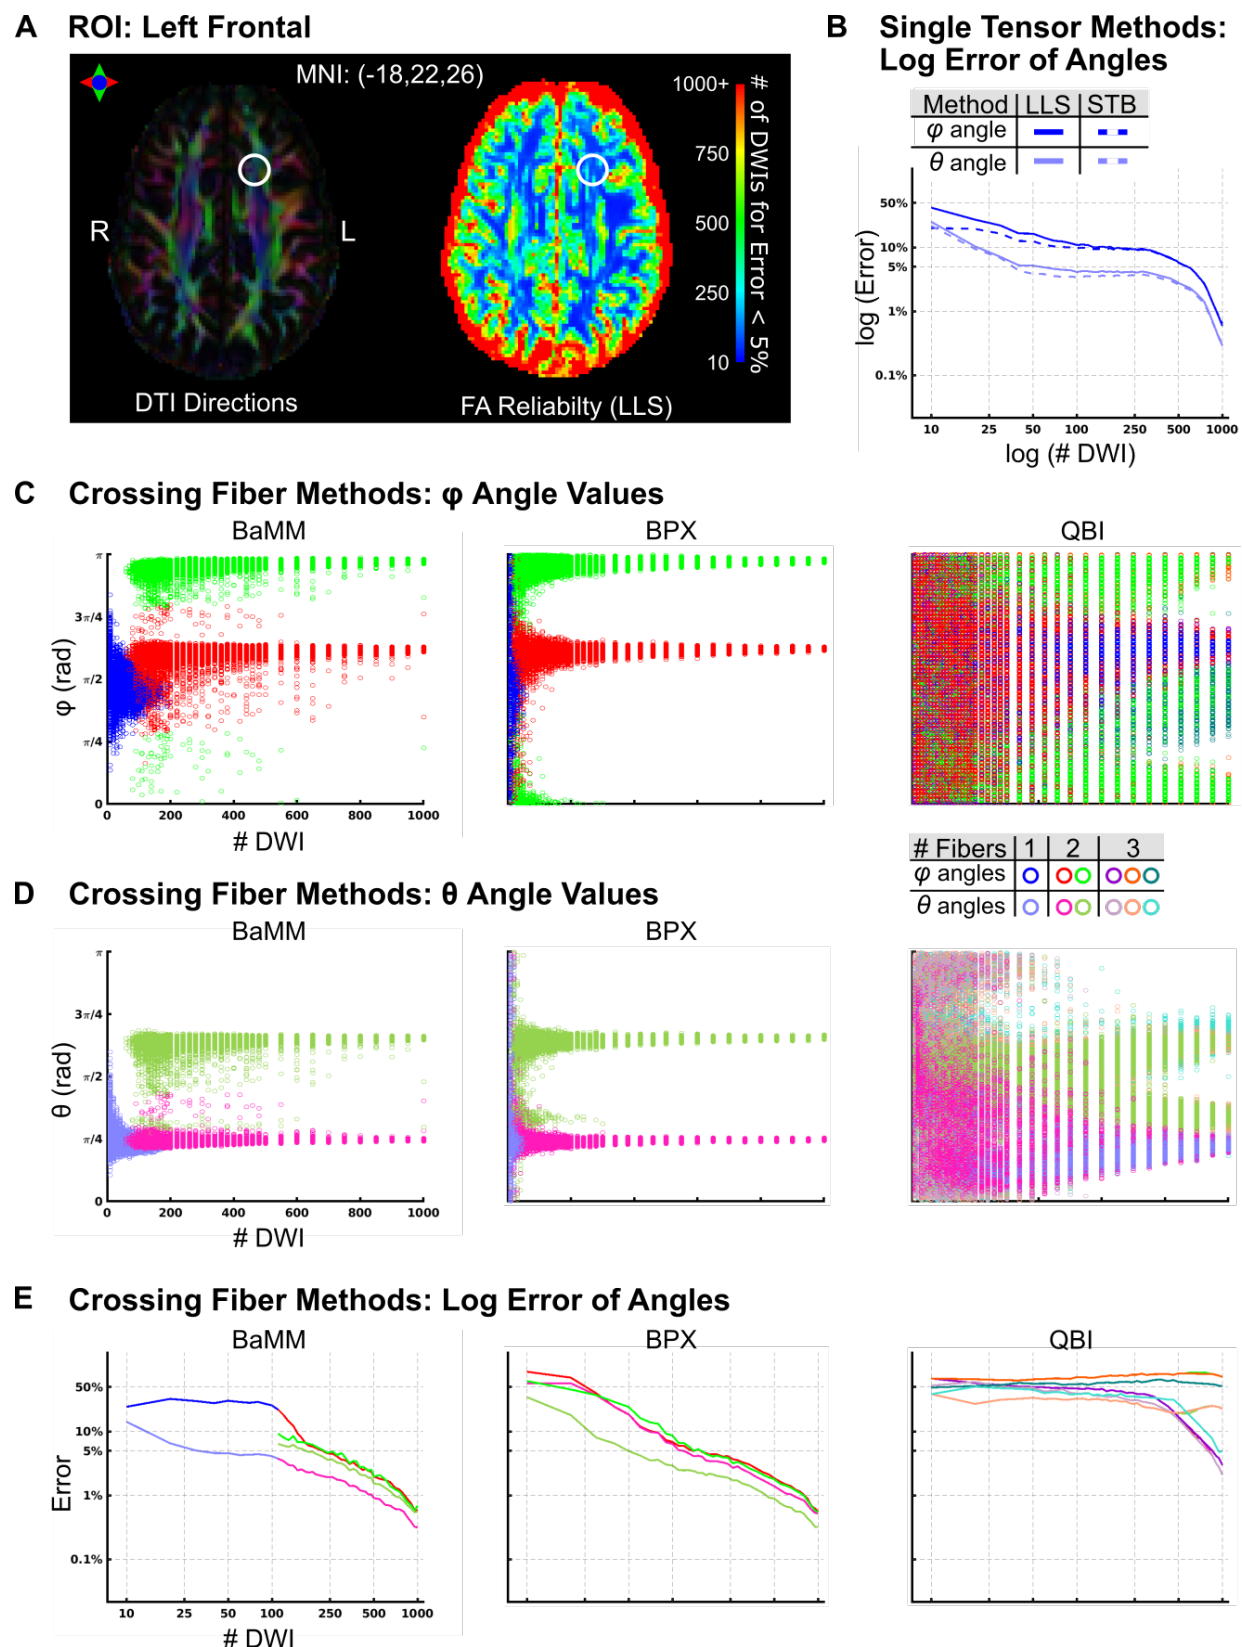 A ROI: Left Frontal
MNI: (-18,22,26)
R
L
DTI Directions
FA Reliabilty (LLS)
1000+
750
500
250
10
# of DWIs for Error < 5%
B Single Tensor Methods:
Log Error of Angles
Method LLS STB
φ angle
θ angle
log (Error)
50%
10%
5%
1%
0.1%
10 25 50 100 250 500 1000
log (# DWI)
C Crossing Fiber Methods: φ Angle Values
BaMM BPX QBI
φ (rad)
π
3π/4
π/2
π/4
0
0 200 400 600 800 1000
# DWI
# Fibers 1 2 3
φ angles
θ angles
D Crossing Fiber Methods: θ Angle Values
BaMM BPX
θ (rad)
π
3π/4
π/2
π/4
0
0 200 400 600 800 1000
# DWI
E Crossing Fiber Methods: Log Error of Angles
BaMM BPX QBI
Error
50%
10%
5%
1%
0.1%
10 25 50 100 250 500 1000
# DWI